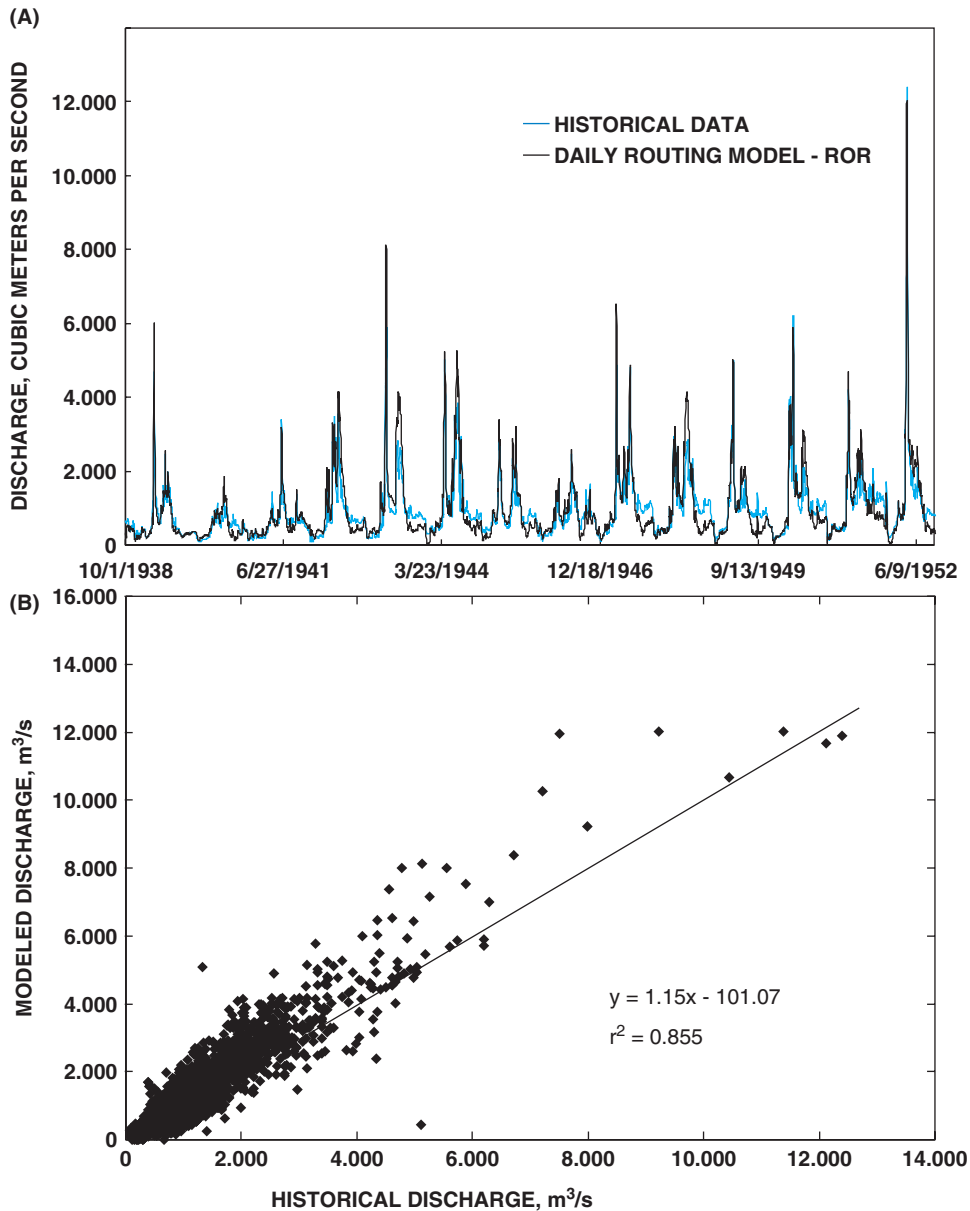 (A)
DISCHARGE, CUBIC METERS PER SECOND
12.000
10.000
8.000
6.000
4.000
2.000
0
HISTORICAL DATA
DAILY ROUTING MODEL - ROR
10/1/1938 6/27/1941 3/23/1944 12/18/1946 9/13/1949 6/9/1952
(B)
MODELED DISCHARGE, m³/s
16.000
14.000
12.000
10.000
8.000
6.000
4.000
2.000
0
y = 1.15x - 101.07
r² = 0.855
0 2.000 4.000 6.000 8.000 10.000 12.000 14.000
HISTORICAL DISCHARGE, m³/s